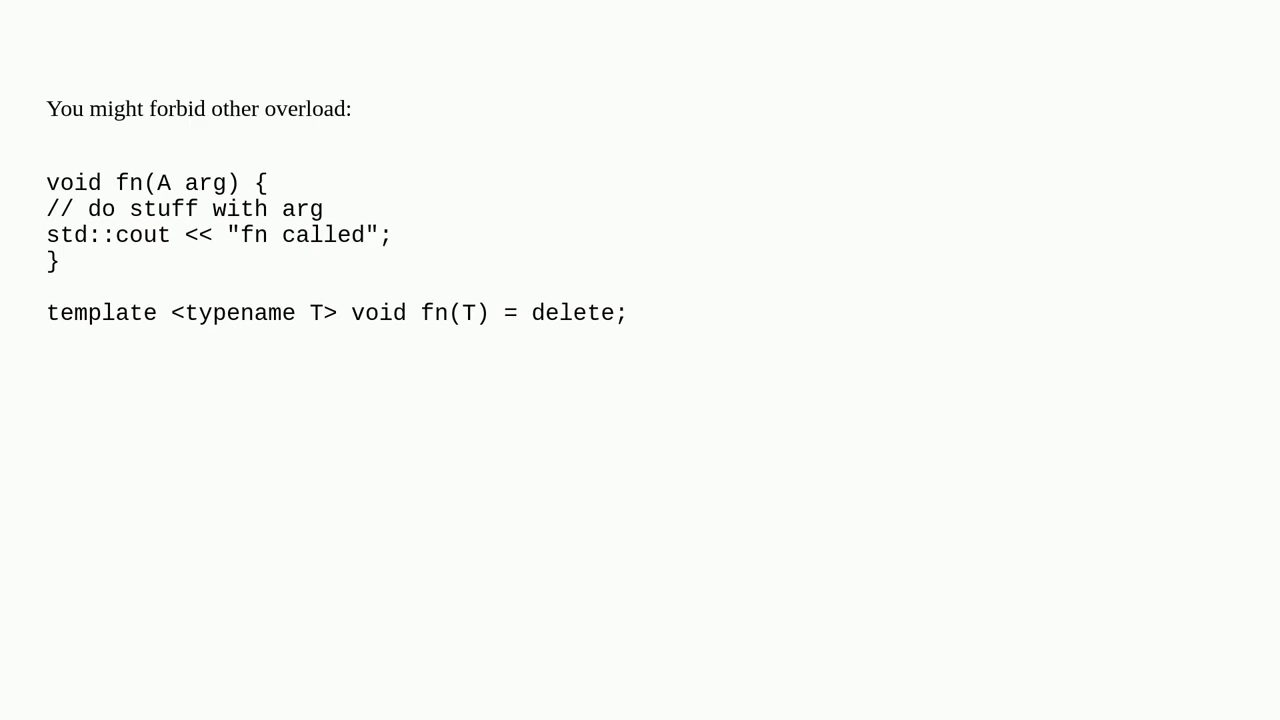 You might forbid other overload:
void fn(A arg) {
// do stuff with arg
std::cout << "fn called";
}
template <typename T> void fn(T) = delete;